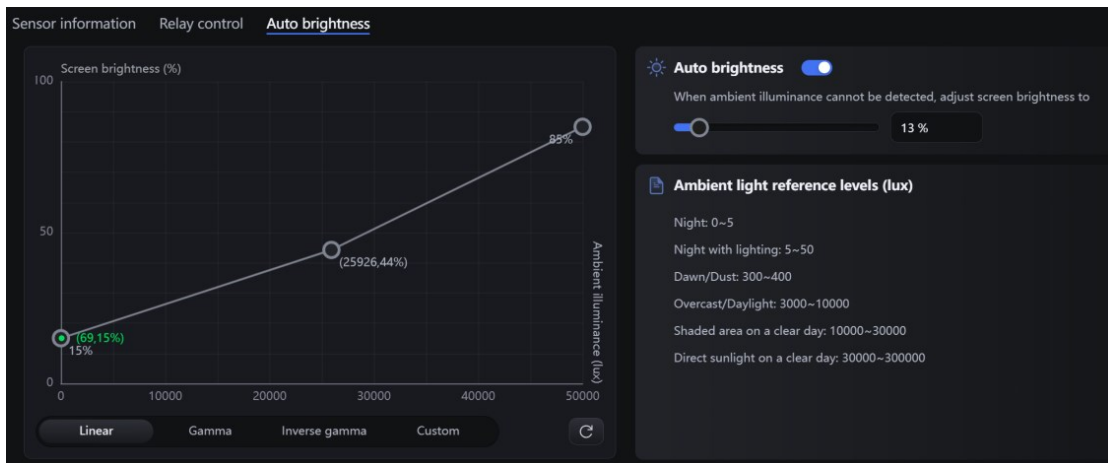 Sensor information
Relay control
Auto brightness
Screen brightness (%)
100
50
0
85%
(25926,44%)
(69,15%)
15%
Ambient illuminance (lux)
0
10000
20000
30000
40000
50000
Linear
Gamma
Inverse gamma
Custom
Auto brightness
When ambient illuminance cannot be detected, adjust screen brightness to
13 %
Ambient light reference levels (lux)
Night: 0~5
Night with lighting: 5~50
Dawn/Dust: 300~400
Overcast/Daylight: 3000~10000
Shaded area on a clear day: 10000~30000
Direct sunlight on a clear day: 30000~300000